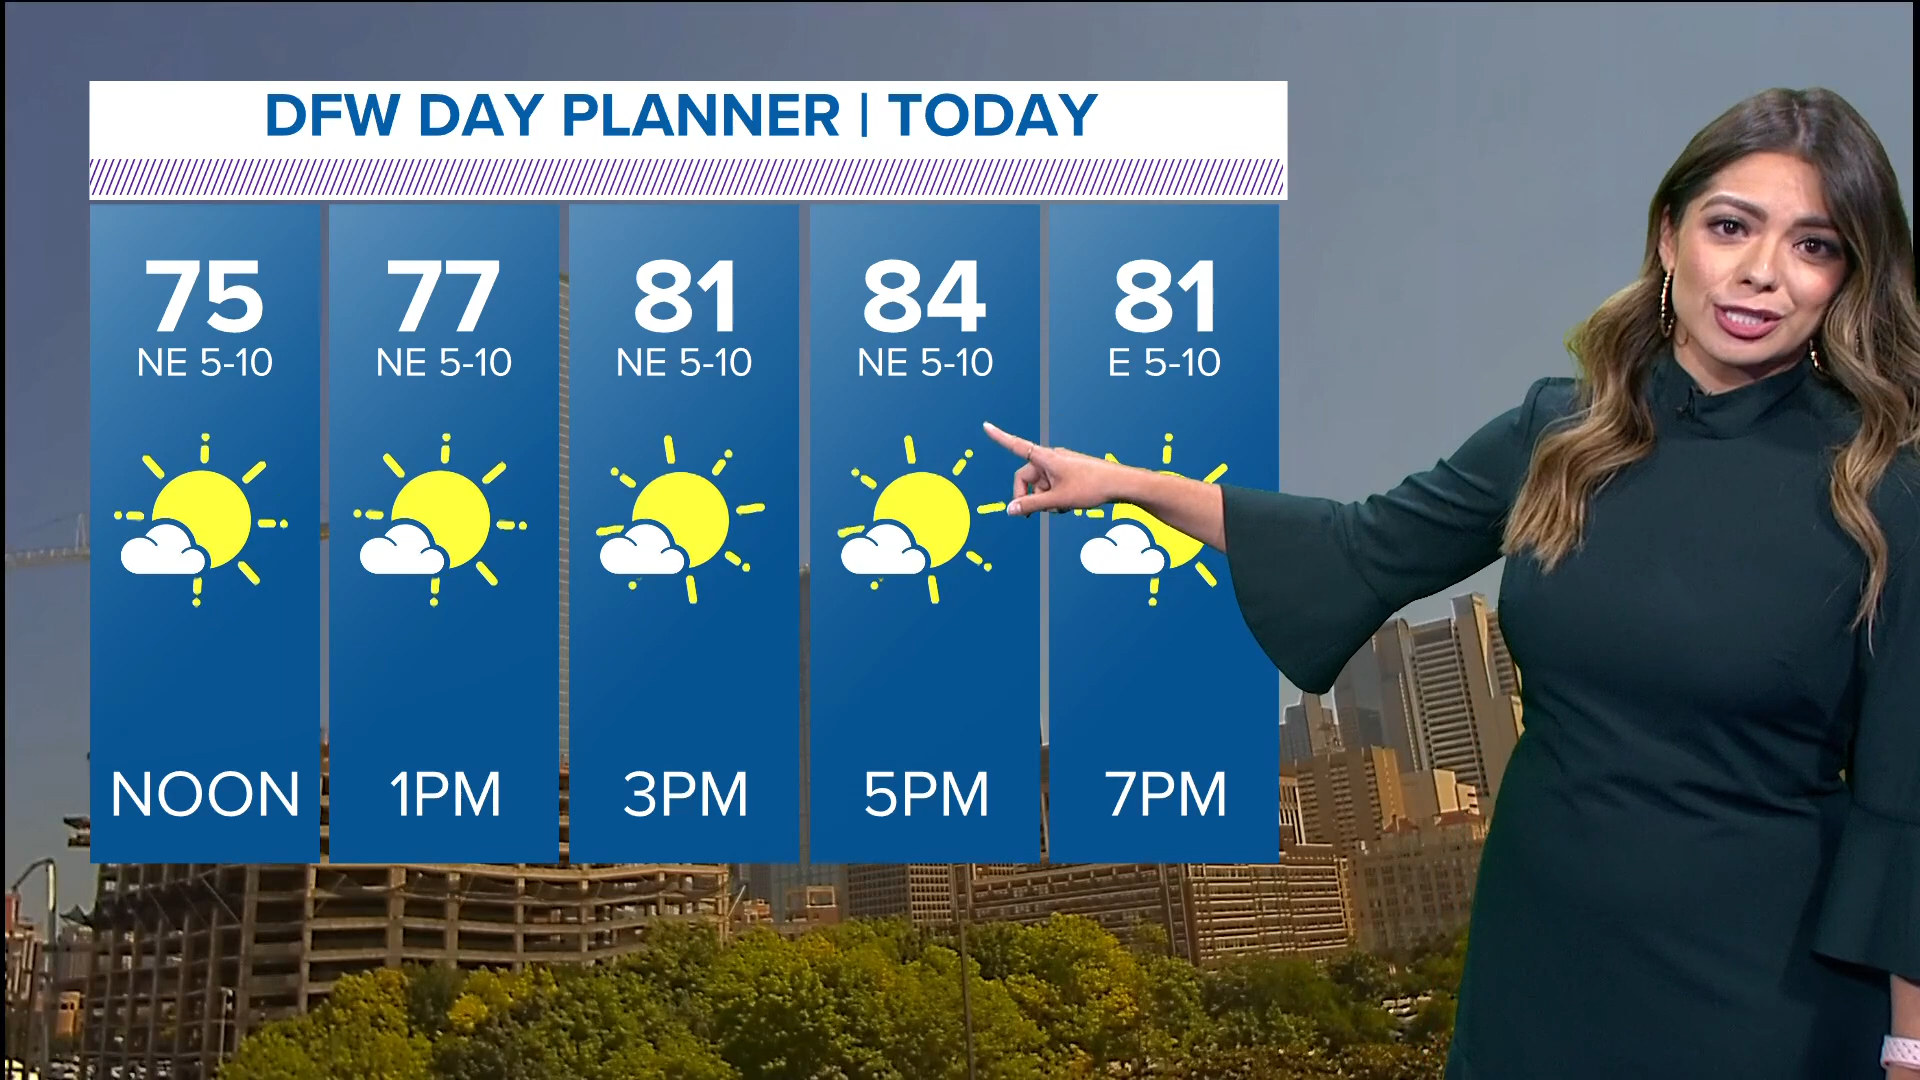 DFW DAY PLANNER | TODAY
75
NE 5-10
NOON
77
NE 5-10
1PM
81
NE 5-10
3PM
84
NE 5-10
5PM
81
E 5-10
7PM